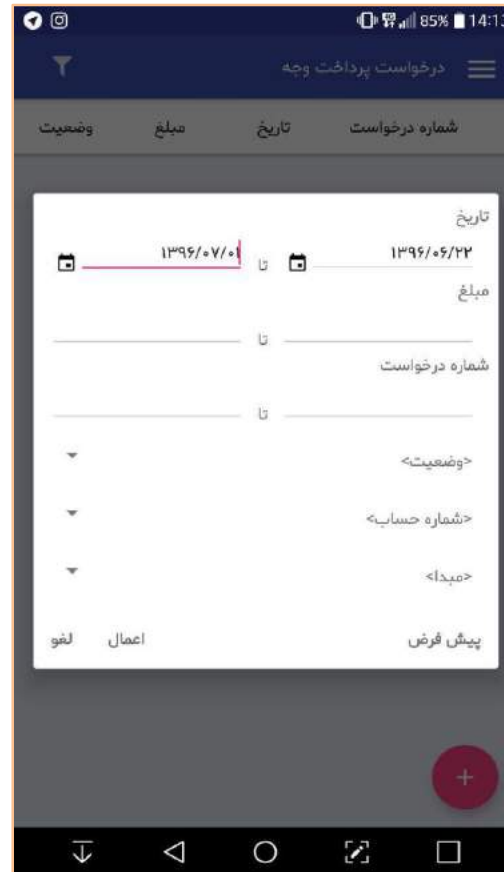 85% 14:13
درخواست پرداخت وجه
شماره درخواست تاریخ مبلغ وضعیت
تاریخ
۱۳۹۶/۰۶/۲۲ تا ۱۳۹۶/۰۷/۰۱
مبلغ
تا
شماره درخواست
تا
<وضعیت>
<شماره حساب>
<مبدا>
پیش فرض اعمال لغو